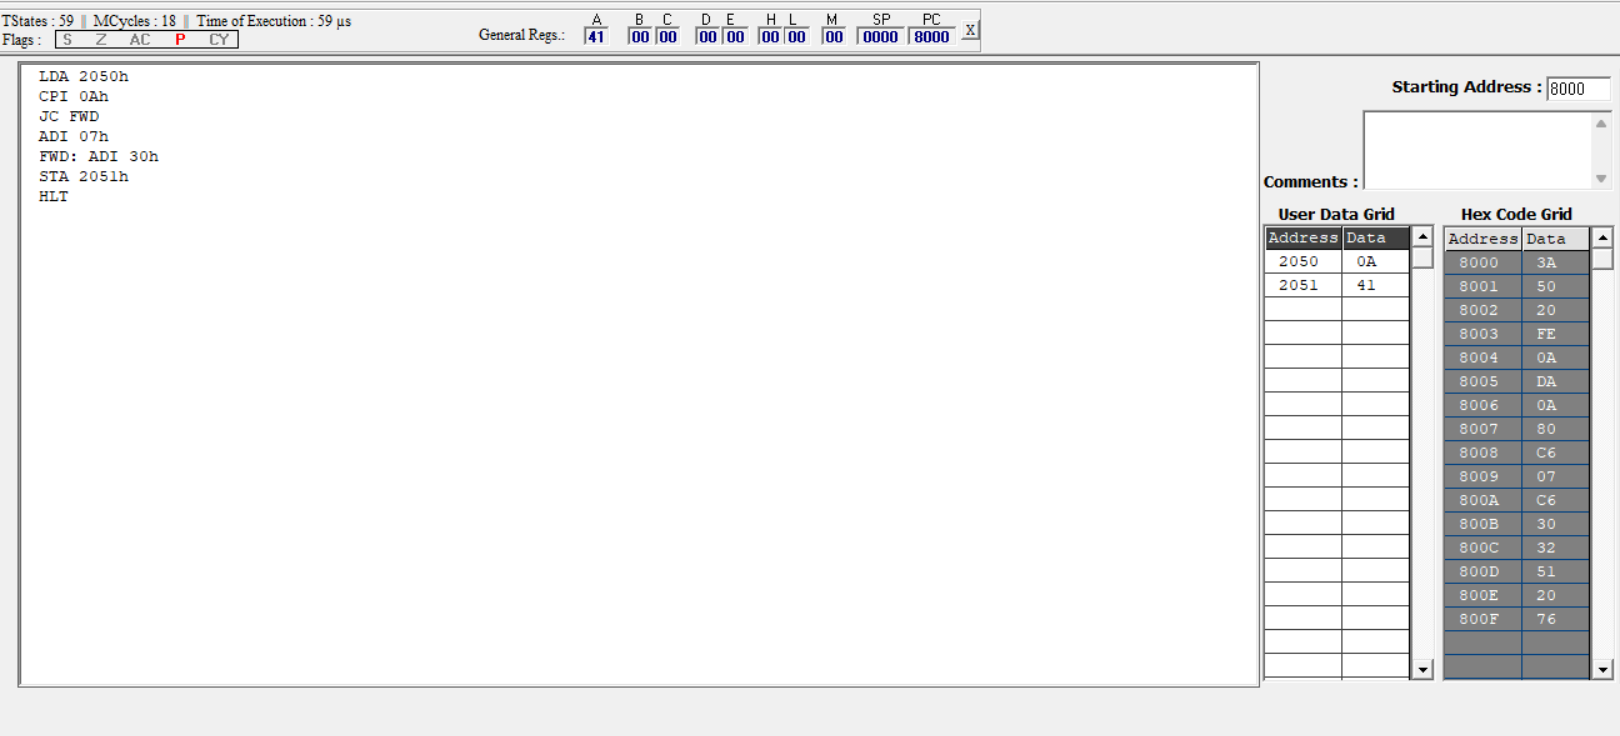 TStates : 59 || MCycles : 18 || Time of Execution : 59 µs
Flags : S Z AC P CY
General Regs.: A B C D E H L M SP PC X
41 00 00 00 00 00 00 00 0000 8000
LDA 2050h
CPI 0Ah
JC FWD
ADI 07h
FWD: ADI 30h
STA 2051h
HLT
Starting Address : 8000
Comments :
User Data Grid
Address Data
2050 0A
2051 41
Hex Code Grid
Address Data
8000 3A
8001 50
8002 20
8003 FE
8004 0A
8005 DA
8006 0A
8007 80
8008 C6
8009 07
800A C6
800B 30
800C 32
800D 51
800E 20
800F 76